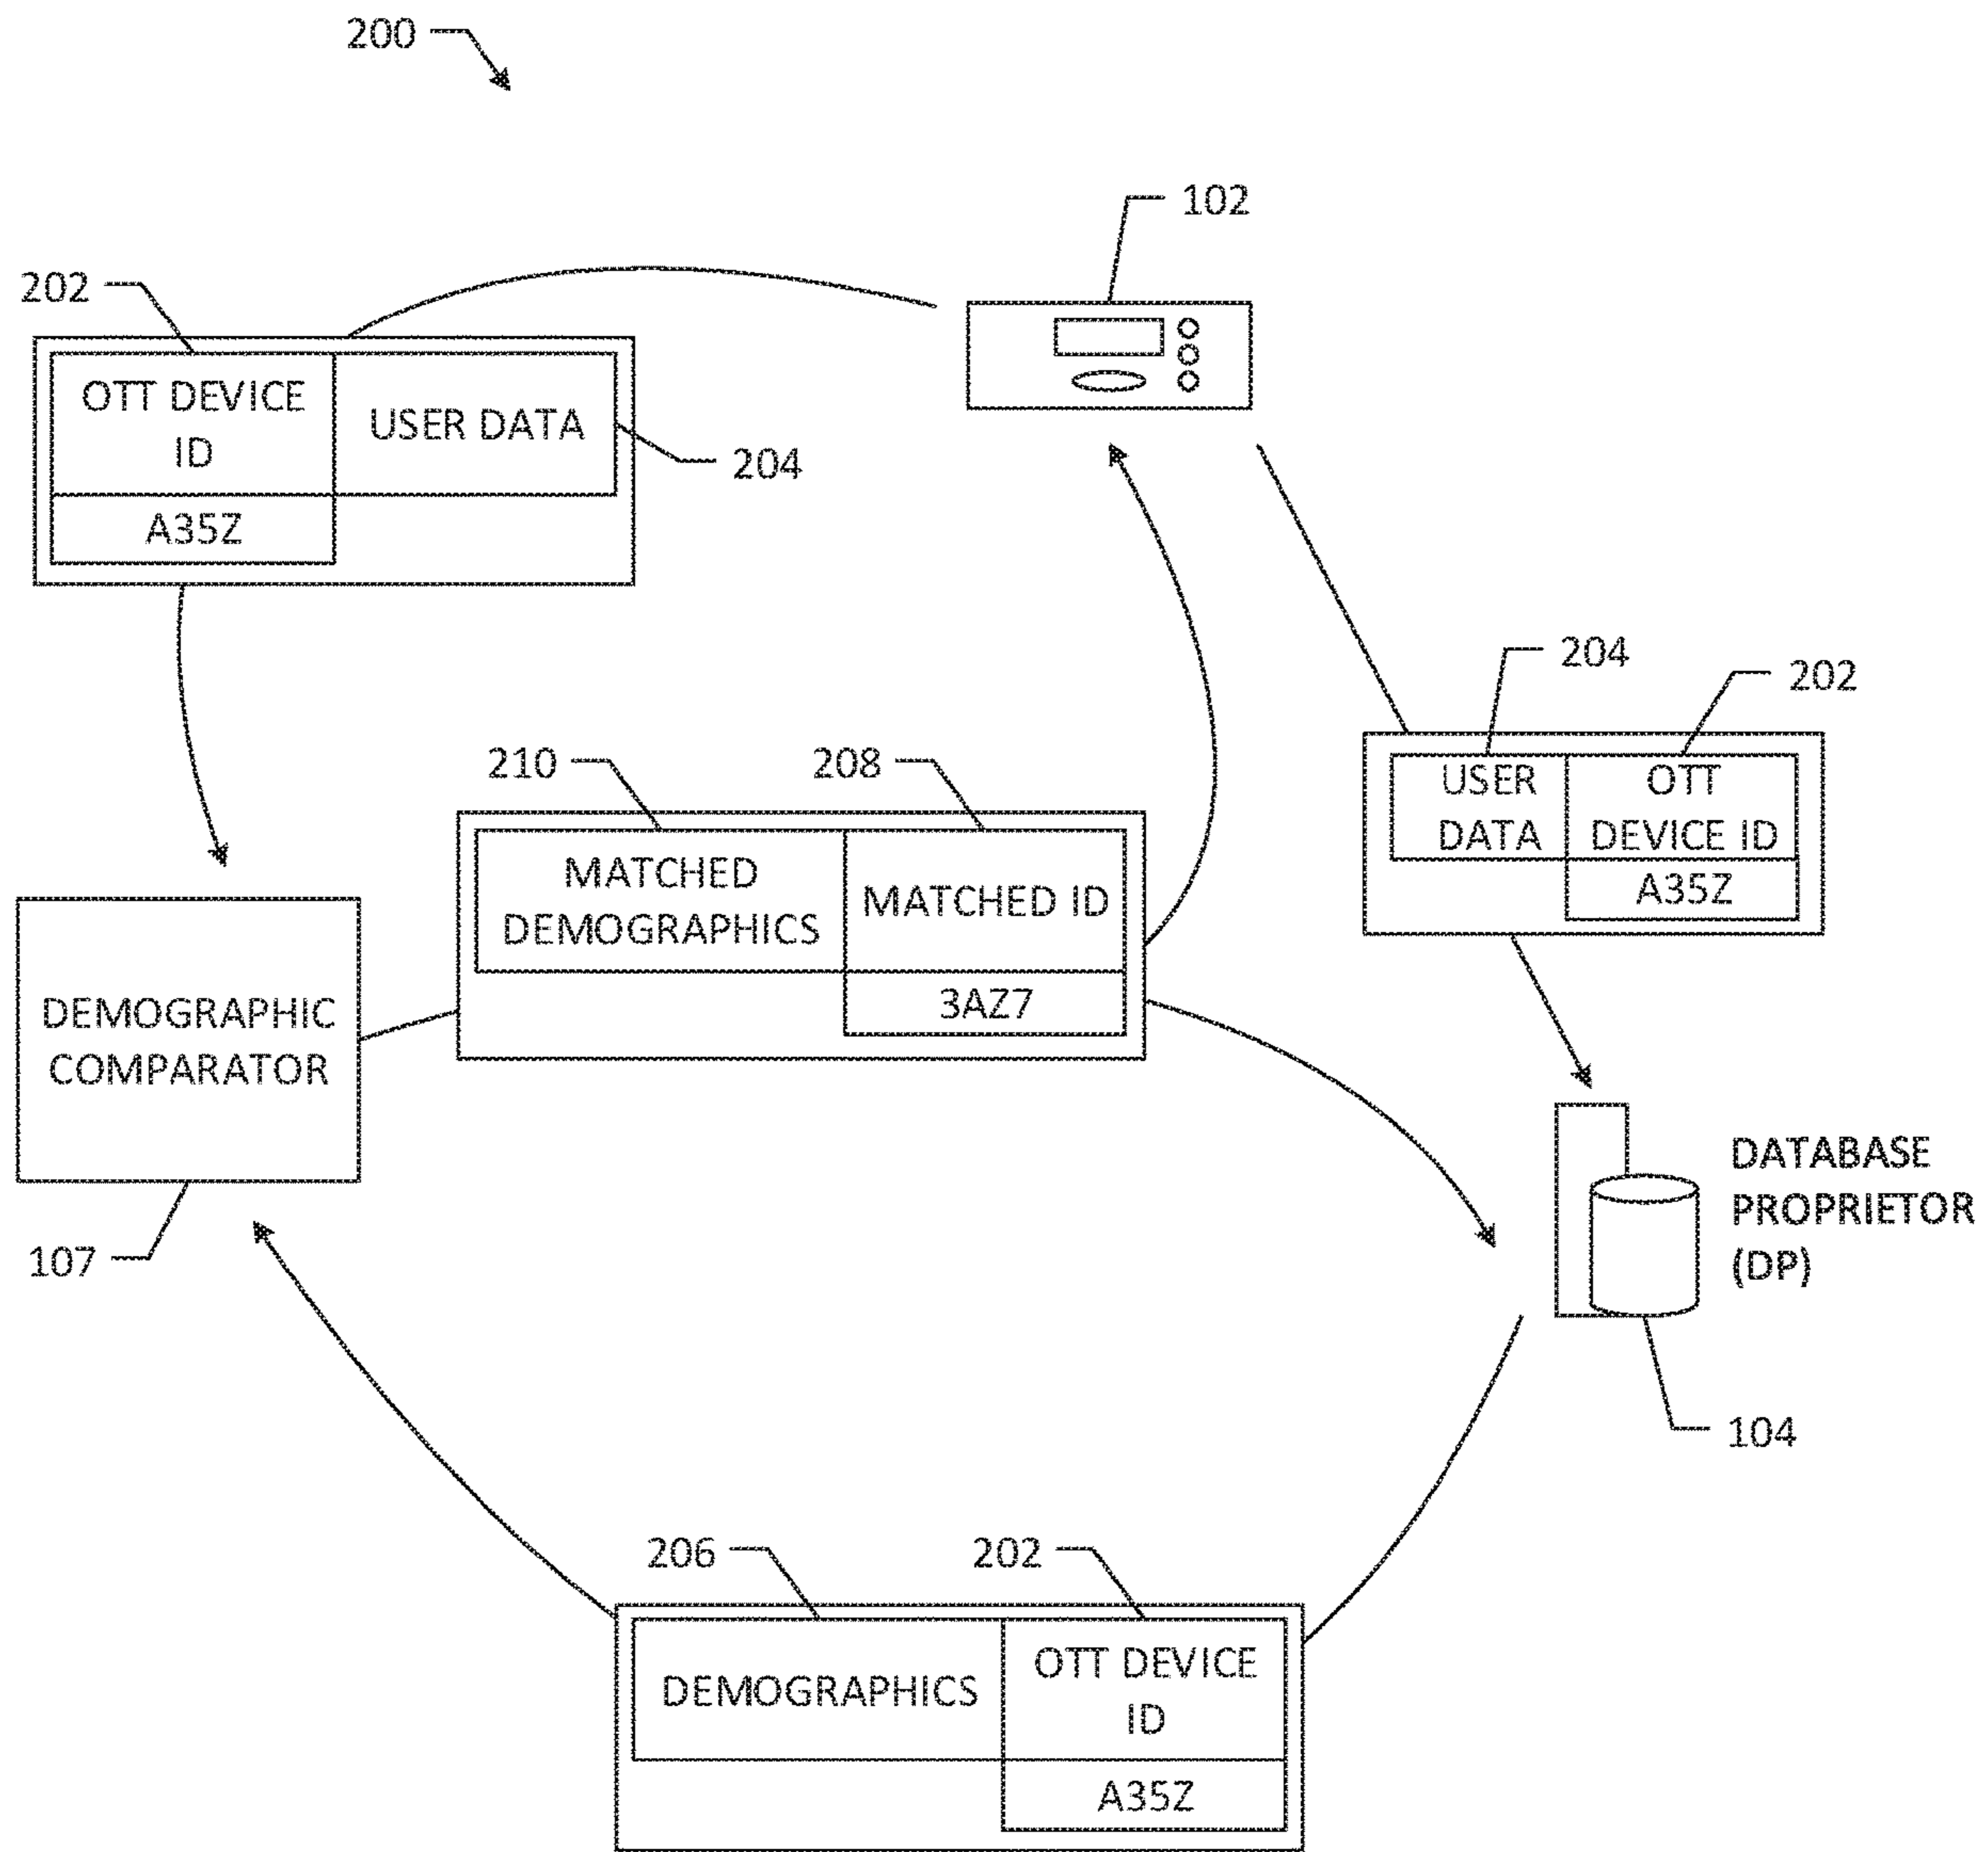 200
102
202
OTT DEVICE
ID
USER DATA
204
A35Z
204
202
USER
DATA
OTT
DEVICE ID
A35Z
210
208
MATCHED
DEMOGRAPHICS
MATCHED ID
3AZ7
DEMOGRAPHIC
COMPARATOR
107
DATABASE
PROPRIETOR
(DP)
104
206
202
DEMOGRAPHICS
OTT DEVICE
ID
A35Z